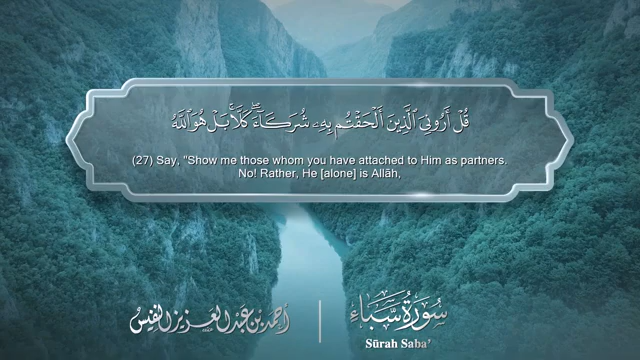 قُلْ أَرُونِىَ ٱلَّذِينَ أَلْحَقْتُم بِهِۦ شُرَكَآءَ ۖ كَلَّا ۚ بَلْ هُوَ ٱللَّهُ
(27) Say, "Show me those whom you have attached to Him as partners.
No! Rather, He [alone] is Allāh,
سُورَةُ سَبَإٍ
Sūrah Saba'
أحمد بن عبد العزيز النفيس